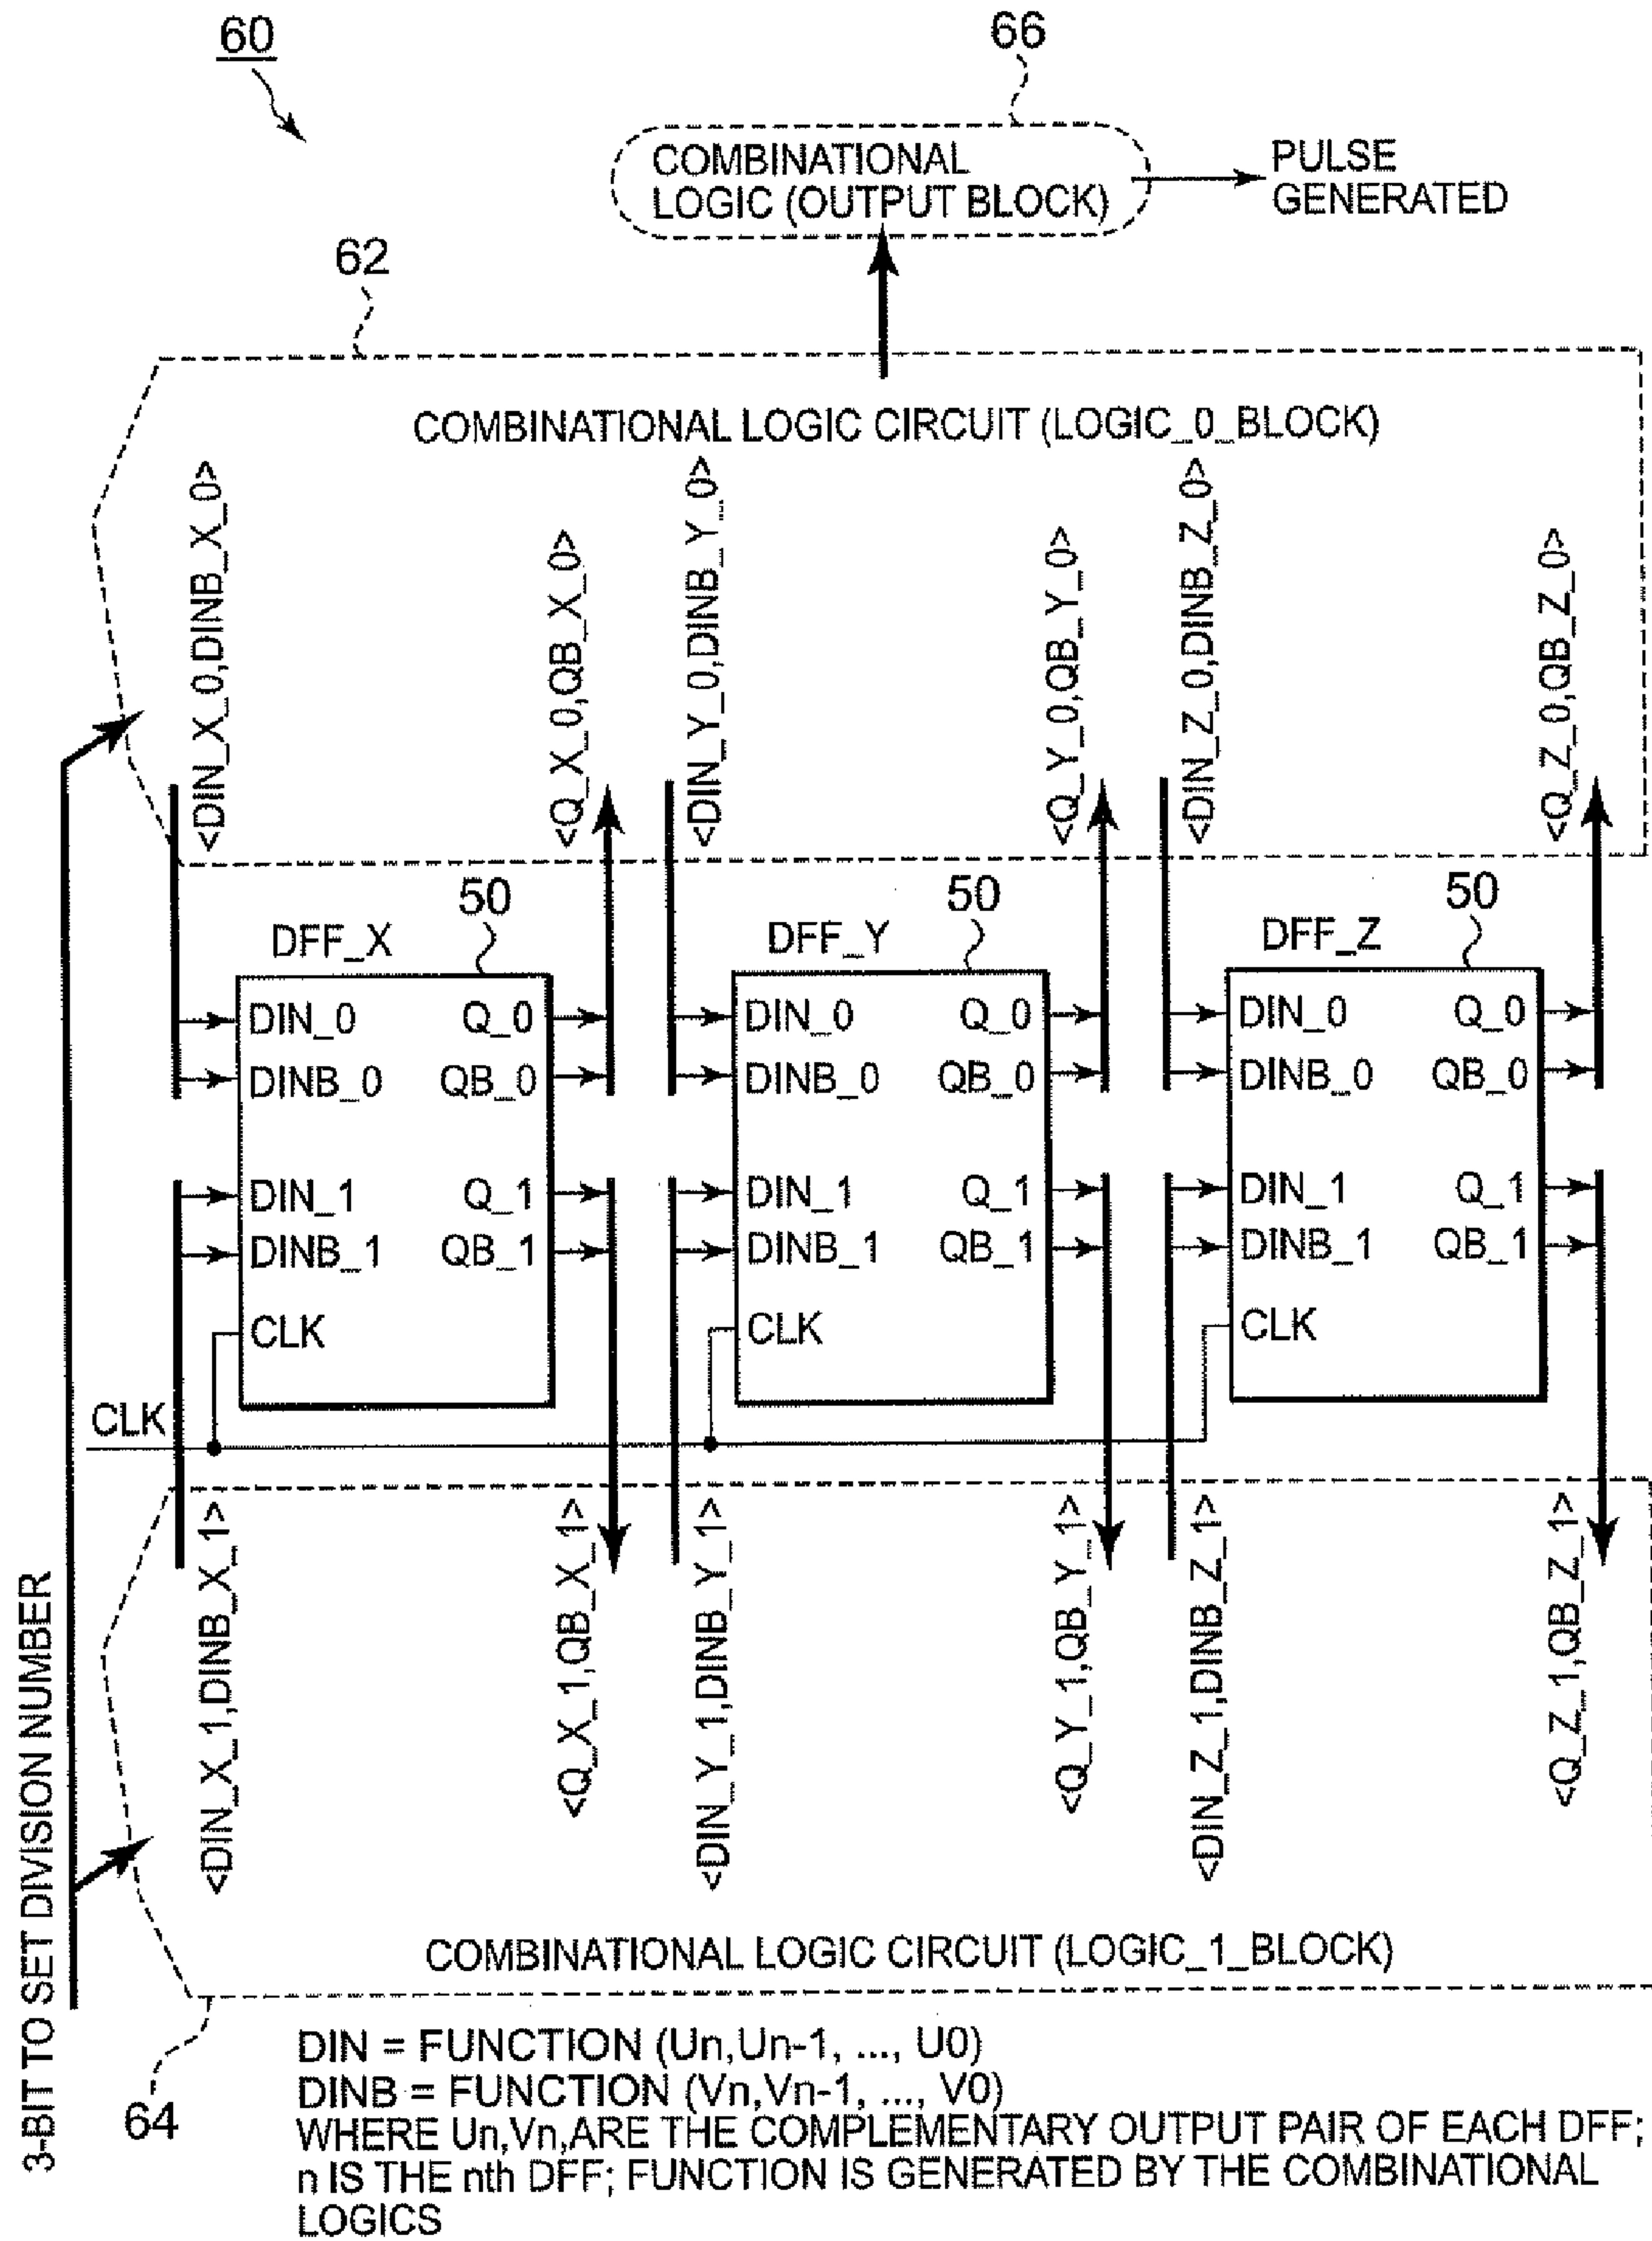 60
66
COMBINATIONAL
LOGIC (OUTPUT BLOCK)
PULSE
GENERATED
62
COMBINATIONAL LOGIC CIRCUIT (LOGIC_0_BLOCK)
<DIN_X_0,DINB_X_0>
<Q_X_0,QB_X_0>
<DIN_Y_0,DINB_Y_0>
<Q_Y_0,QB_Y_0>
<DIN_Z_0,DINB_Z_0>
<Q_Z_0,QB_Z_0>
DFF_X
50
DFF_Y
50
DFF_Z
50
DIN_0
Q_0
DINB_0
QB_0
DIN_1
Q_1
DINB_1
QB_1
CLK
DIN_0
Q_0
DINB_0
QB_0
DIN_1
Q_1
DINB_1
QB_1
CLK
DIN_0
Q_0
DINB_0
QB_0
DIN_1
Q_1
DINB_1
QB_1
CLK
CLK
<DIN_X_1,DINB_X_1>
<Q_X_1,QB_X_1>
<DIN_Y_1,DINB_Y_1>
<Q_Y_1,QB_Y_1>
<DIN_Z_1,DINB_Z_1>
<Q_Z_1,QB_Z_1>
COMBINATIONAL LOGIC CIRCUIT (LOGIC_1_BLOCK)
3-BIT TO SET DIVISION NUMBER
64
DIN = FUNCTION (Un,Un-1, ..., U0)
DINB = FUNCTION (Vn,Vn-1, ..., V0)
WHERE Un,Vn,ARE THE COMPLEMENTARY OUTPUT PAIR OF EACH DFF;
n IS THE nth DFF; FUNCTION IS GENERATED BY THE COMBINATIONAL
LOGICS